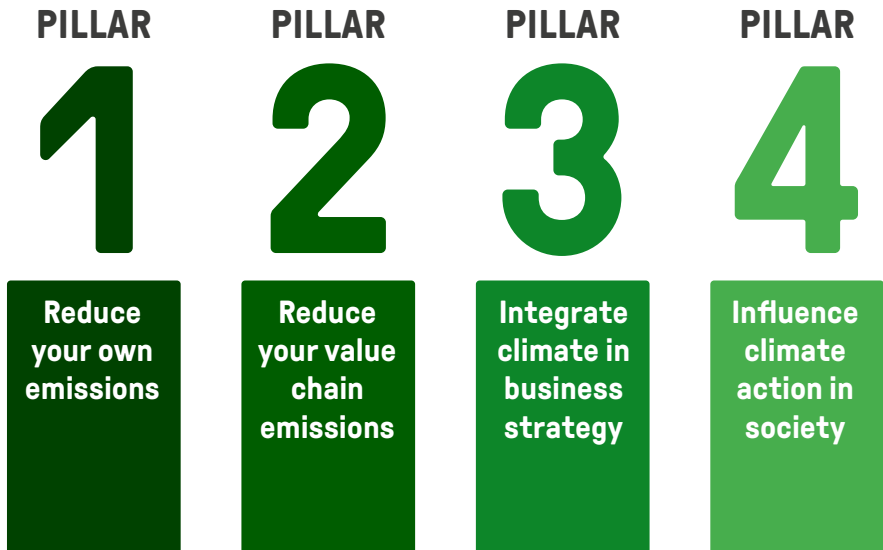 PILLAR
1
Reduce
your own
emissions
PILLAR
2
Reduce
your value
chain
emissions
PILLAR
3
Integrate
climate in
business
strategy
PILLAR
4
Influence
climate
action in
society